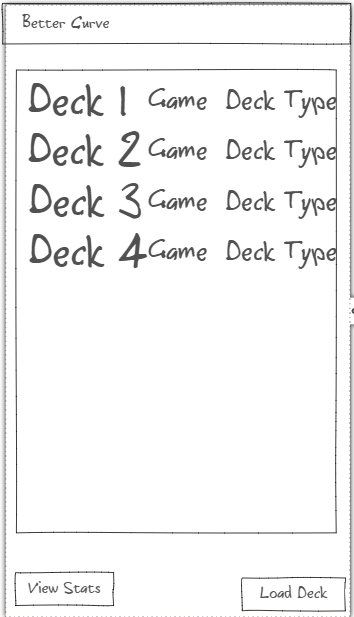 Better Curve
Deck 1 Game Deck Type
Deck 2 Game Deck Type
Deck 3 Game Deck Type
Deck 4 Game Deck Type
View Stats
Load Deck